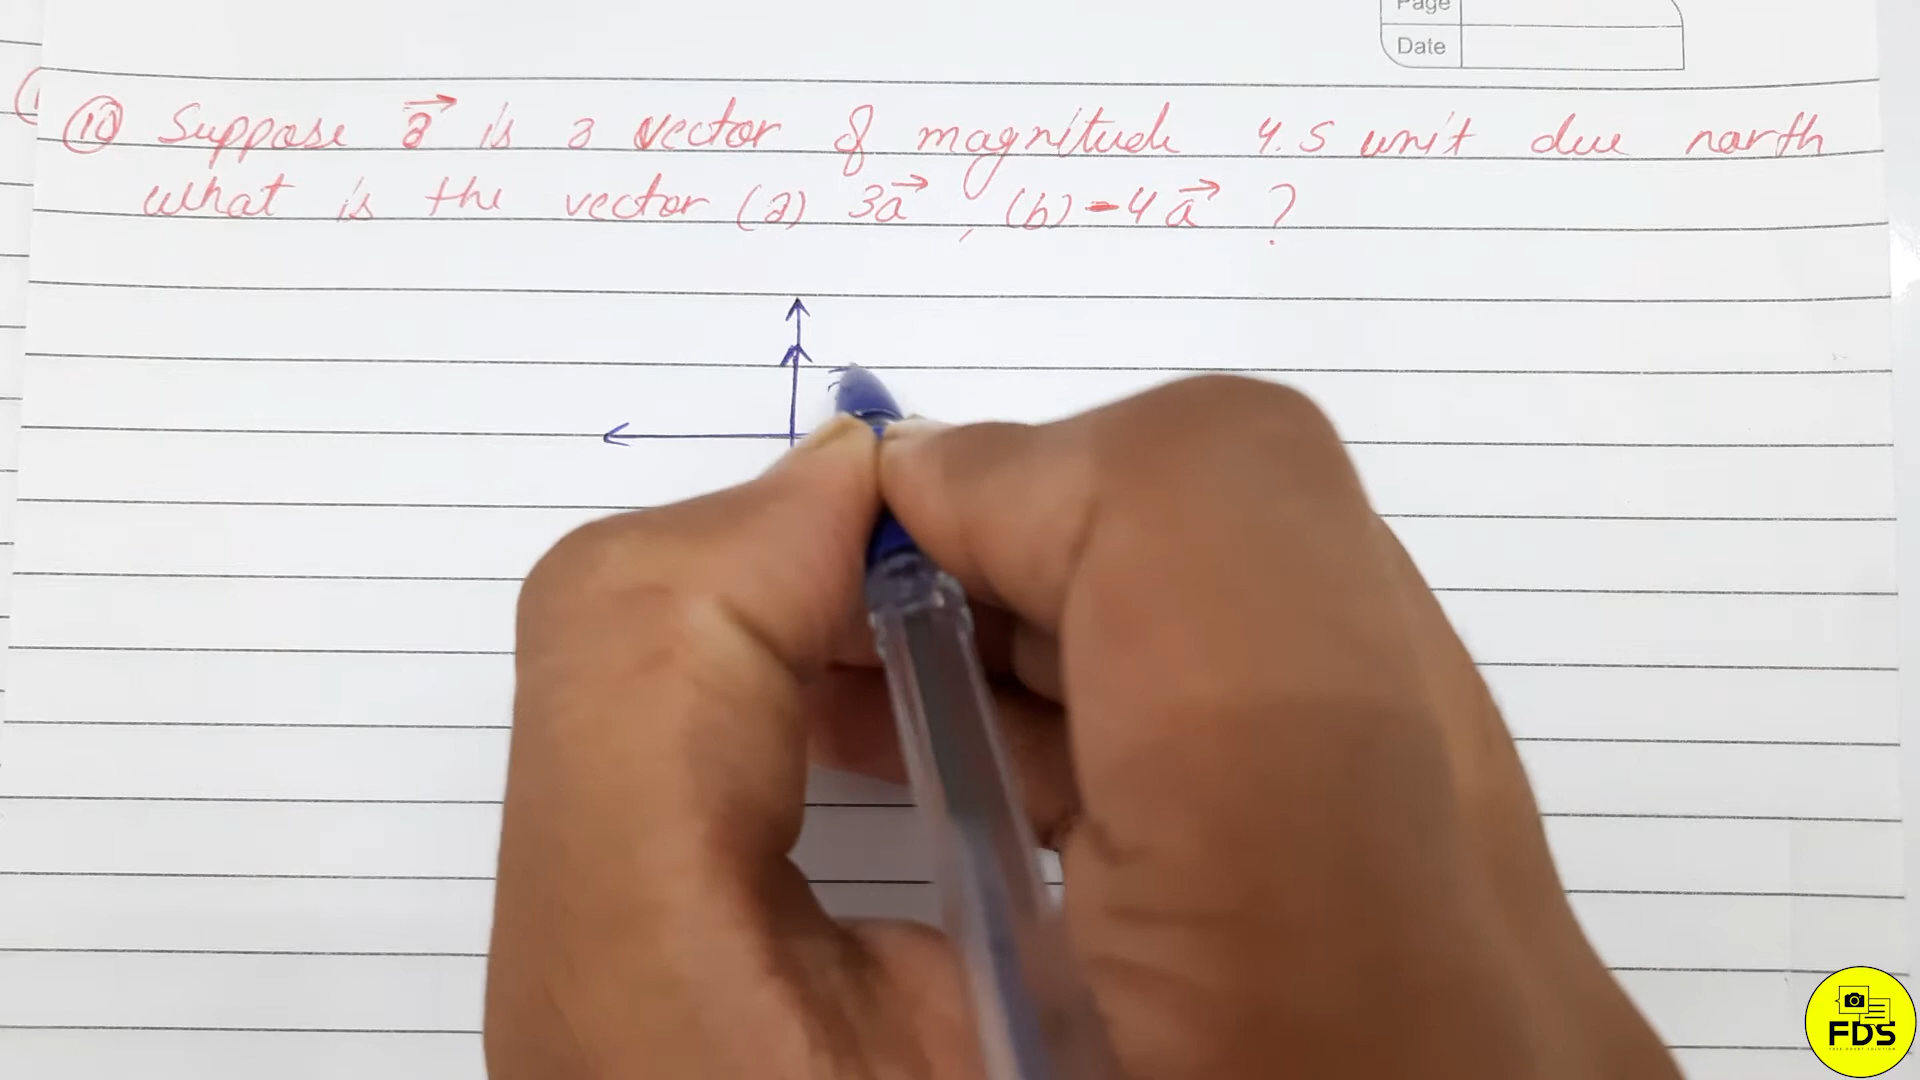 Page
Date
(10) Suppose a⃗ is a vector of magnitude 4.5 unit due north
what is the vector (a) 3a⃗, (b) -4a⃗ ?
FDS